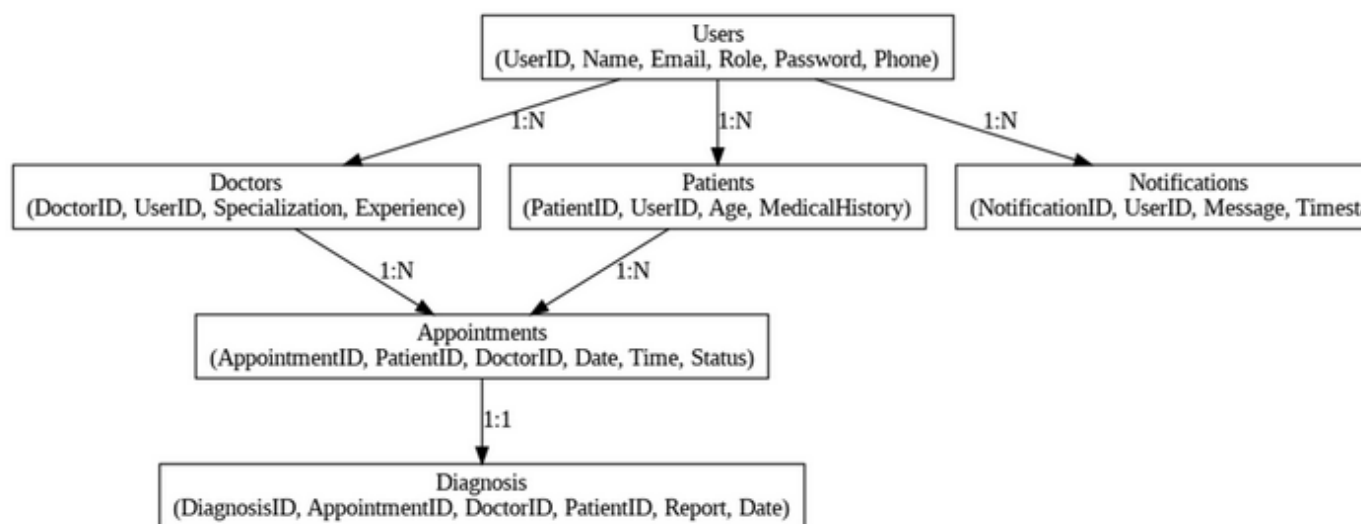 Users
(UserID, Name, Email, Role, Password, Phone)
1:N
1:N
1:N
Doctors
(DoctorID, UserID, Specialization, Experience)
Patients
(PatientID, UserID, Age, MedicalHistory)
Notifications
(NotificationID, UserID, Message, Timest
1:N
1:N
Appointments
(AppointmentID, PatientID, DoctorID, Date, Time, Status)
1:1
Diagnosis
(DiagnosisID, AppointmentID, DoctorID, PatientID, Report, Date)